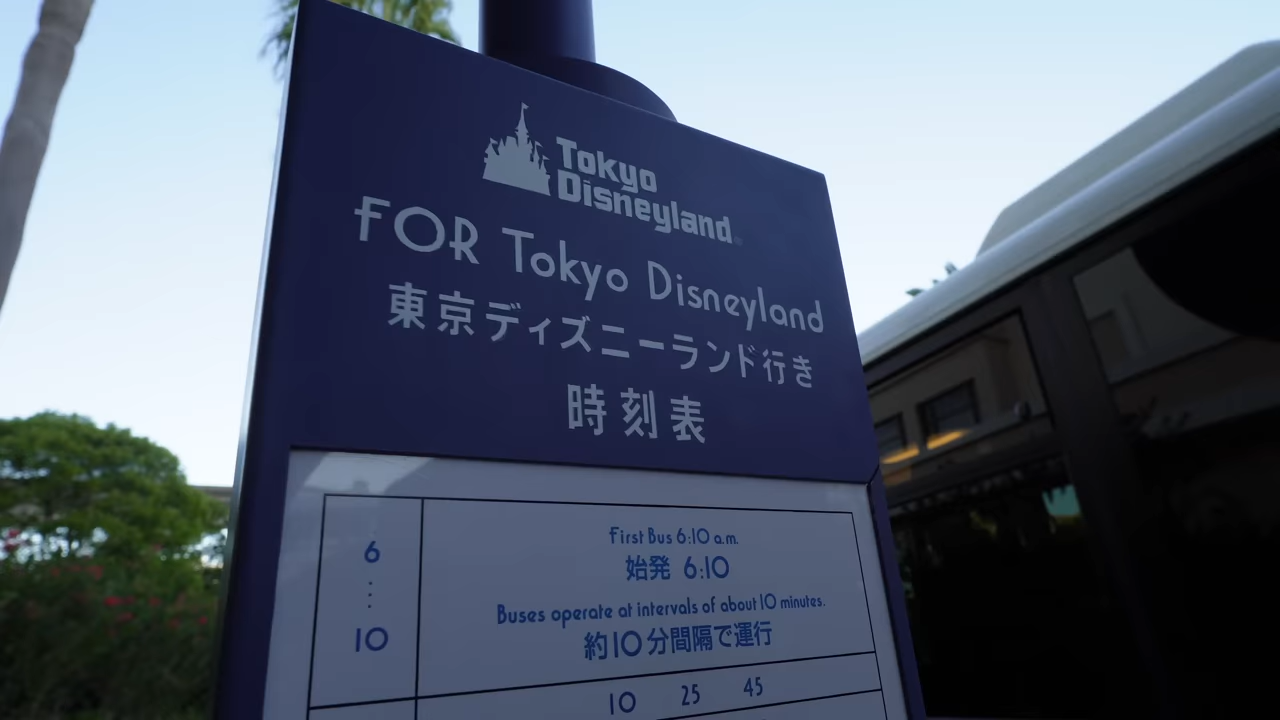 Tokyo
Disneyland
FOR Tokyo Disneyland
東京ディズニーランド行き
時刻表
First Bus 6:10 a.m.
始発 6:10
6
⋮
10
Buses operate at intervals of about 10 minutes.
約10分間隔で運行
10 25 45